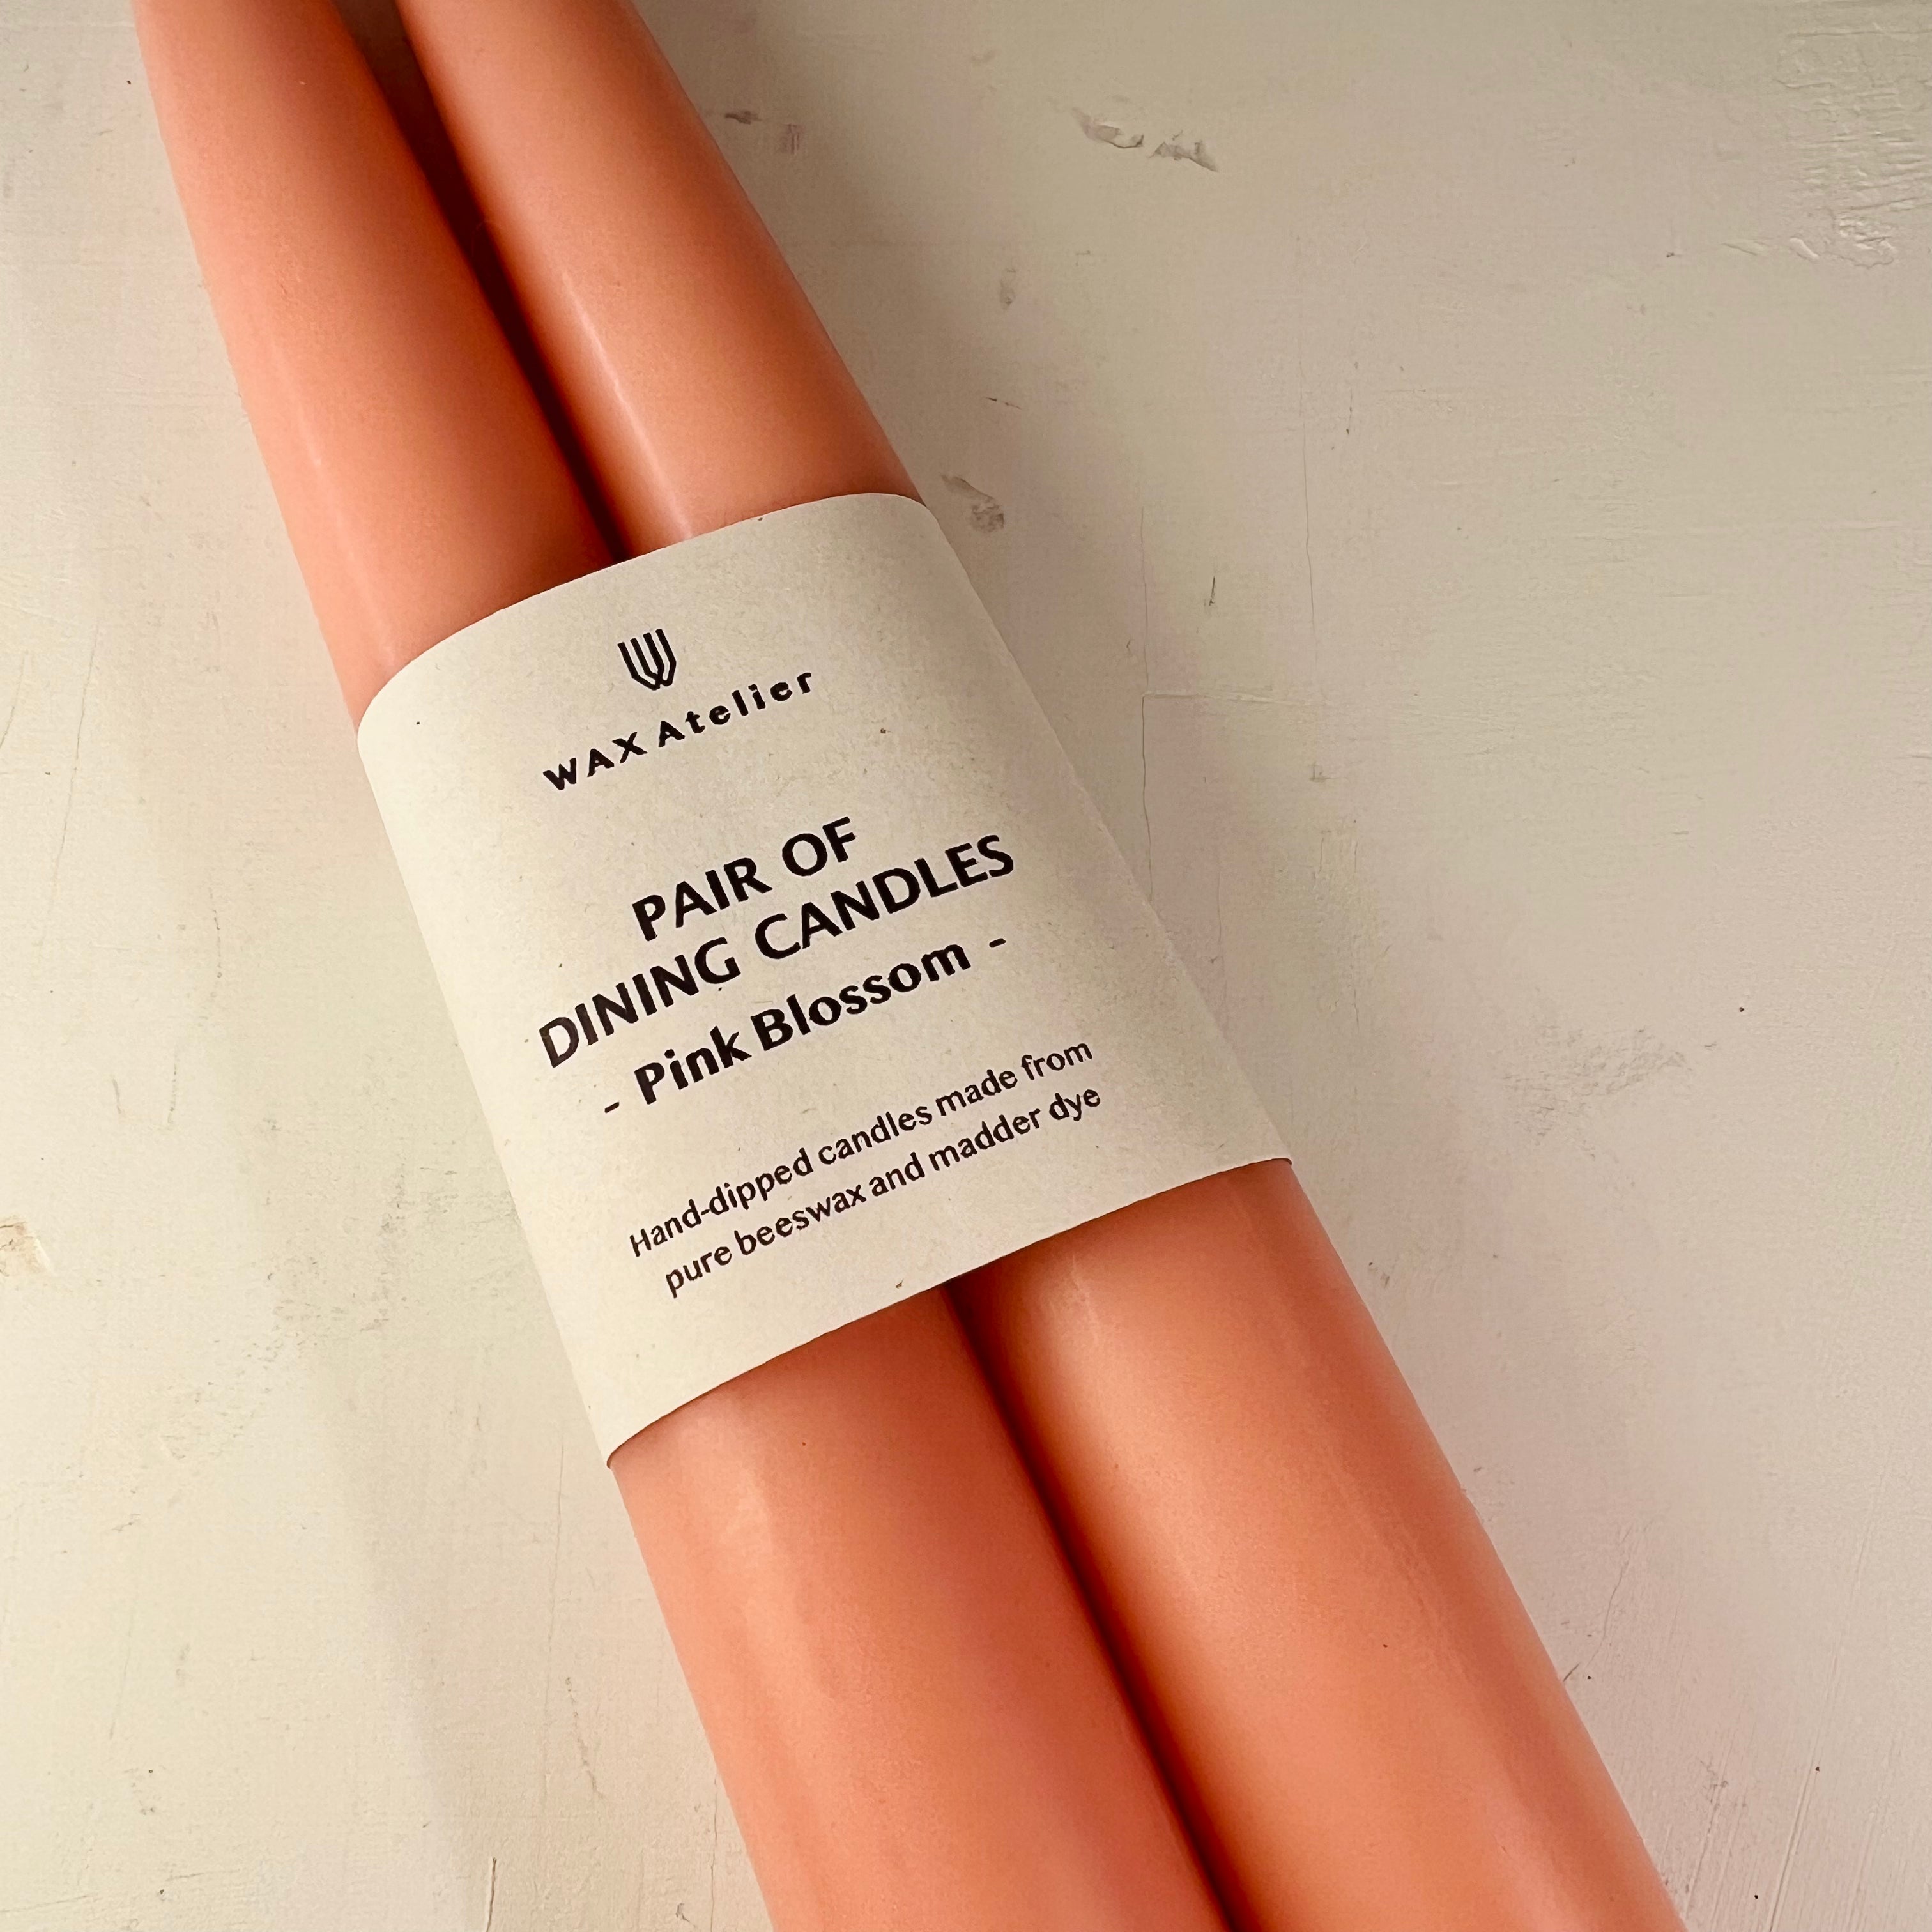 WAX Atelier
PAIR OF
DINING CANDLES
- Pink Blossom -
Hand-dipped candles made from
pure beeswax and madder dye